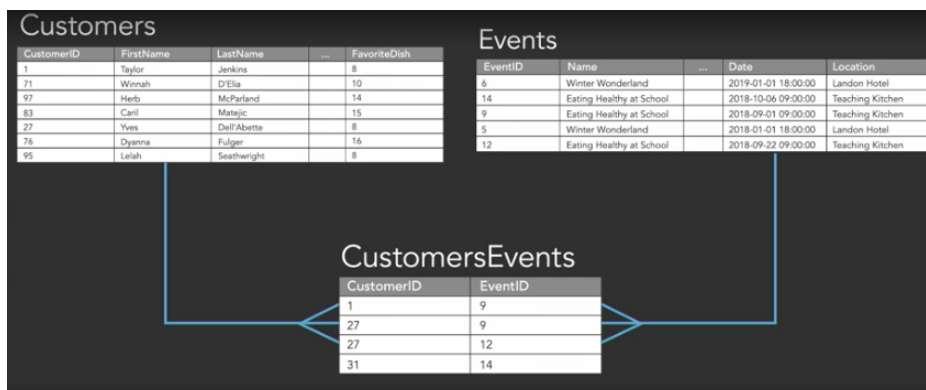 Customers
CustomerID FirstName LastName ... FavoriteDish
1 Taylor Jenkins 8
71 Winnah D'Elia 10
97 Herb McParland 14
83 Caril Matejic 15
27 Yves Dell'Abette 8
76 Dyanna Fulger 16
95 Lelah Seathwright 8
Events
EventID Name ... Date Location
6 Winter Wonderland 2019-01-01 18:00:00 Landon Hotel
14 Eating Healthy at School 2018-10-06 09:00:00 Teaching Kitchen
9 Eating Healthy at School 2018-09-01 09:00:00 Teaching Kitchen
5 Winter Wonderland 2018-01-01 18:00:00 Landon Hotel
12 Eating Healthy at School 2018-09-22 09:00:00 Teaching Kitchen
CustomersEvents
CustomerID EventID
1 9
27 9
27 12
31 14